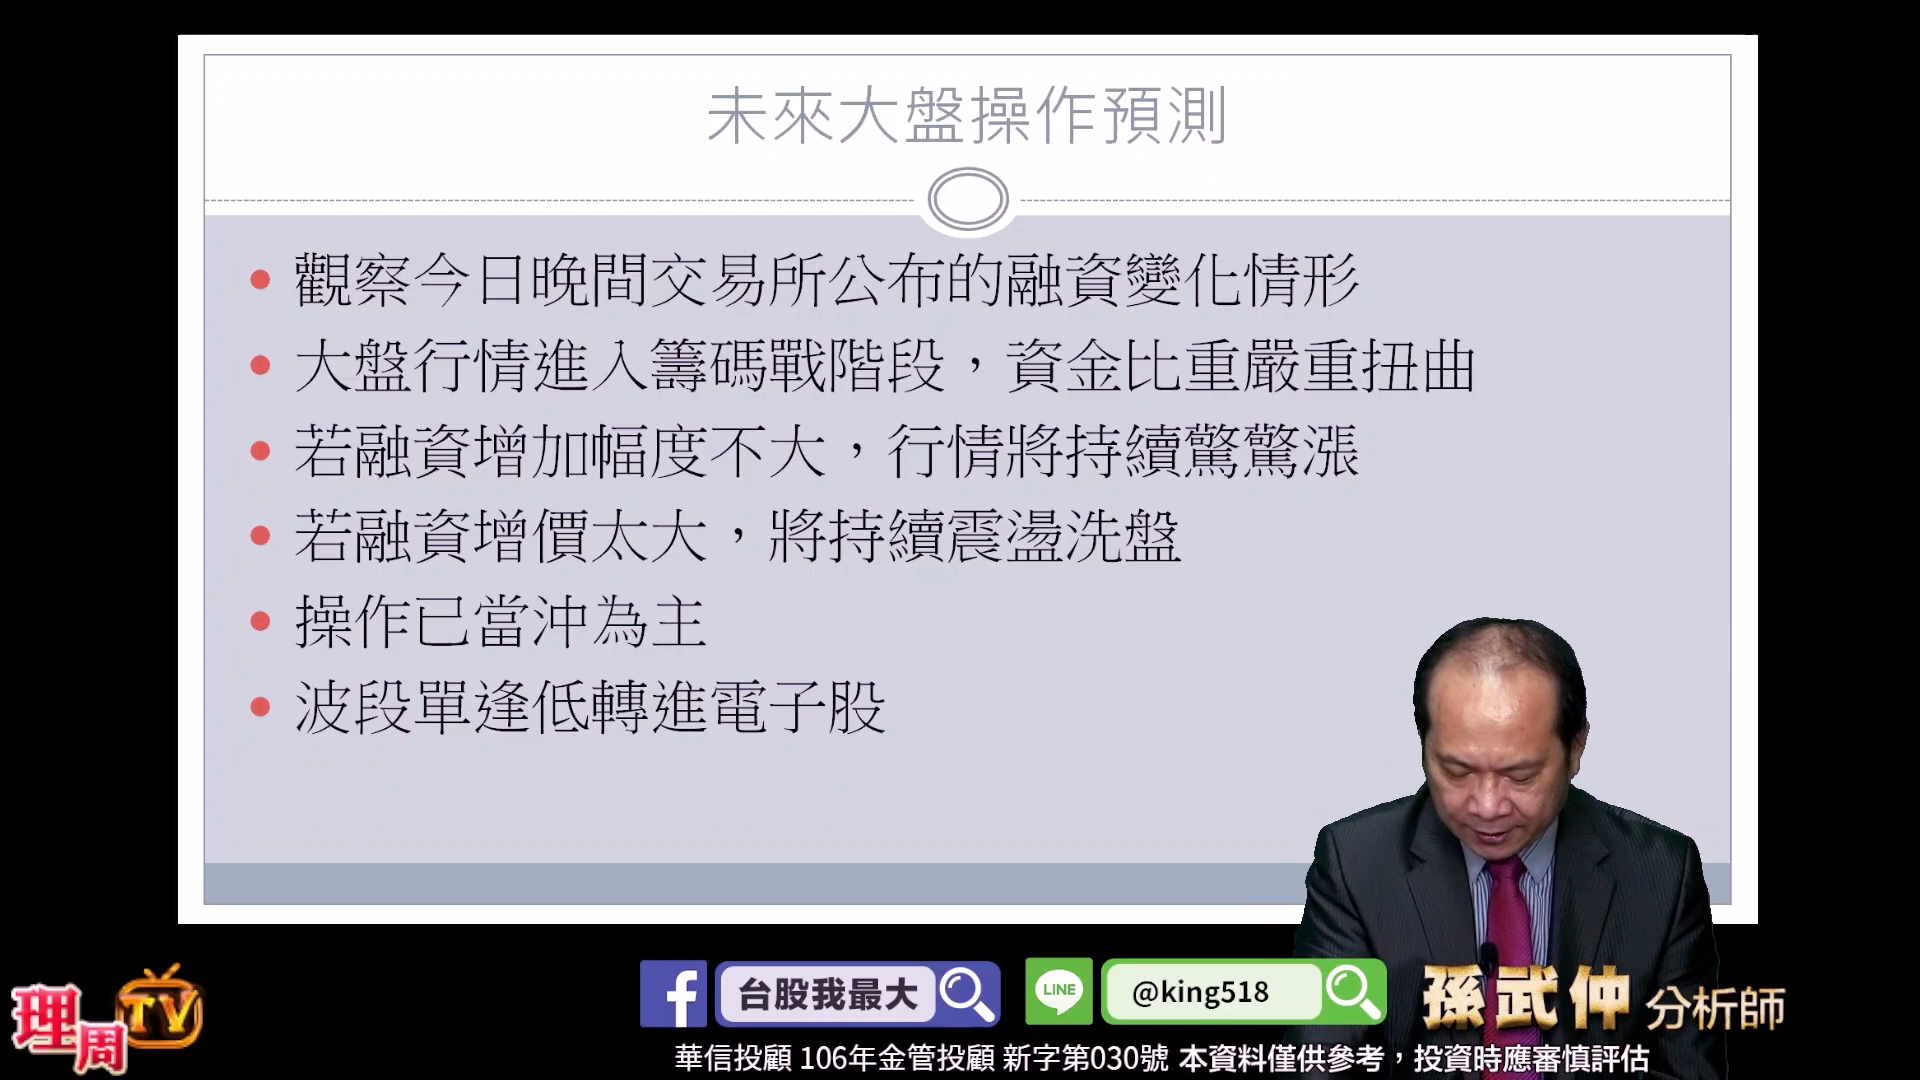 未來大盤操作預測
觀察今日晚間交易所公布的融資變化情形
大盤行情進入籌碼戰階段，資金比重嚴重扭曲
若融資增加幅度不大，行情將持續驚驚漲
若融資增價太大，將持續震盪洗盤
操作已當沖為主
波段單逢低轉進電子股
理周TV
台股我最大
LINE
@king518
孫武仲 分析師
華信投顧 106年金管投顧 新字第030號 本資料僅供參考，投資時應審慎評估